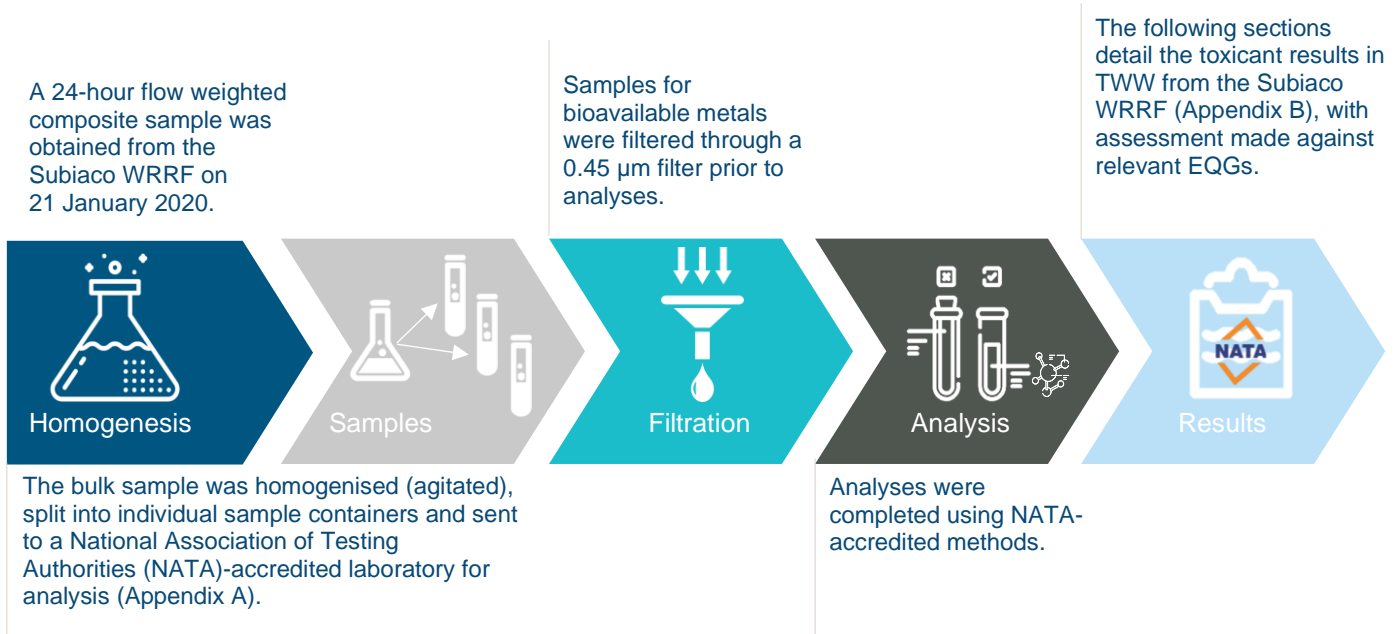 A 24-hour flow weighted
composite sample was
obtained from the
Subiaco WRRF on
21 January 2020.
Samples for
bioavailable metals
were filtered through a
0.45 µm filter prior to
analyses.
The following sections
detail the toxicant results in
TWW from the Subiaco
WRRF (Appendix B), with
assessment made against
relevant EQGs.
Homogenesis
Samples
Filtration
Analysis
NATA
Results
The bulk sample was homogenised (agitated),
split into individual sample containers and sent
to a National Association of Testing
Authorities (NATA)-accredited laboratory for
analysis (Appendix A).
Analyses were
completed using NATA-
accredited methods.